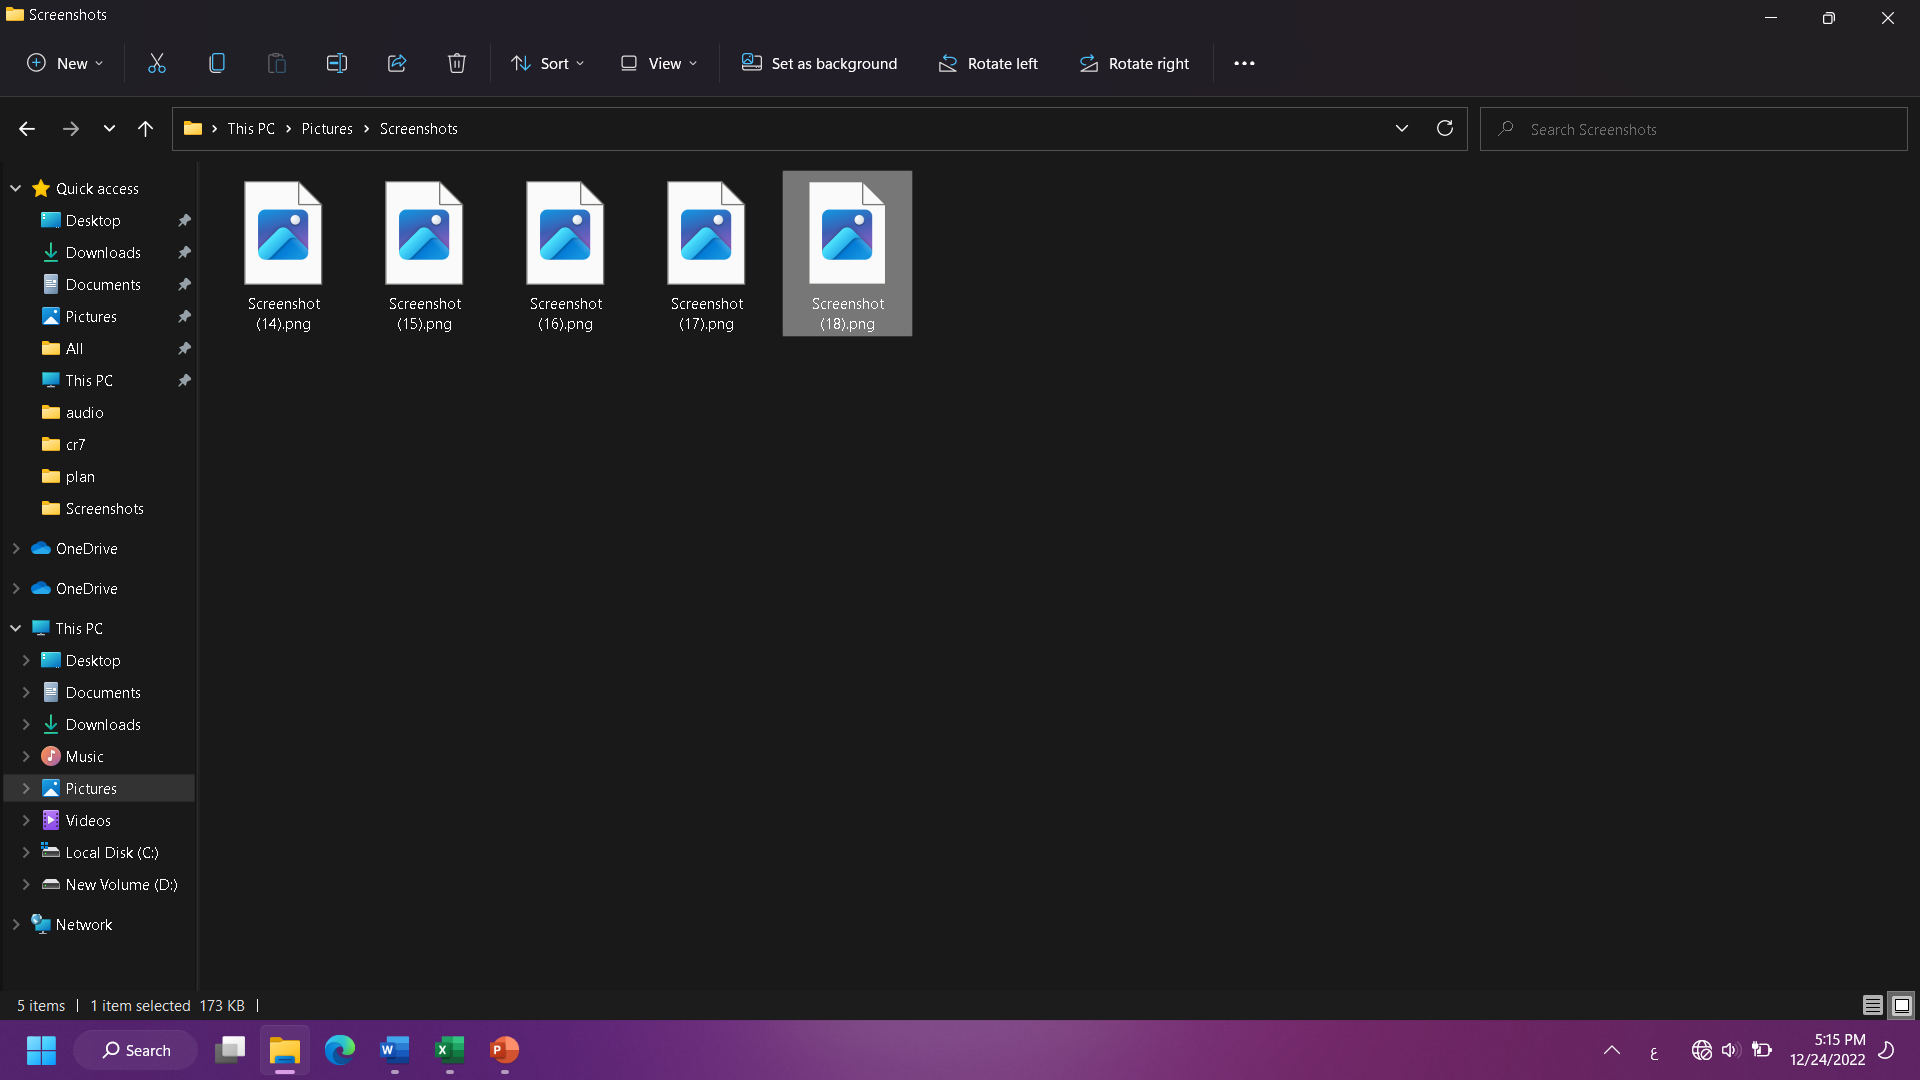 Screenshots
New
Sort
View
Set as background
Rotate left
Rotate right
This PC
Pictures
Screenshots
Search Screenshots
Quick access
Desktop
Downloads
Documents
Pictures
All
This PC
audio
cr7
plan
Screenshots
OneDrive
OneDrive
This PC
Desktop
Documents
Downloads
Music
Pictures
Videos
Local Disk (C:)
New Volume (D:)
Network
Screenshot
(14).png
Screenshot
(15).png
Screenshot
(16).png
Screenshot
(17).png
Screenshot
(18).png
5 items
1 item selected 173 KB
Search
W
X
P
ع
5:15 PM
12/24/2022